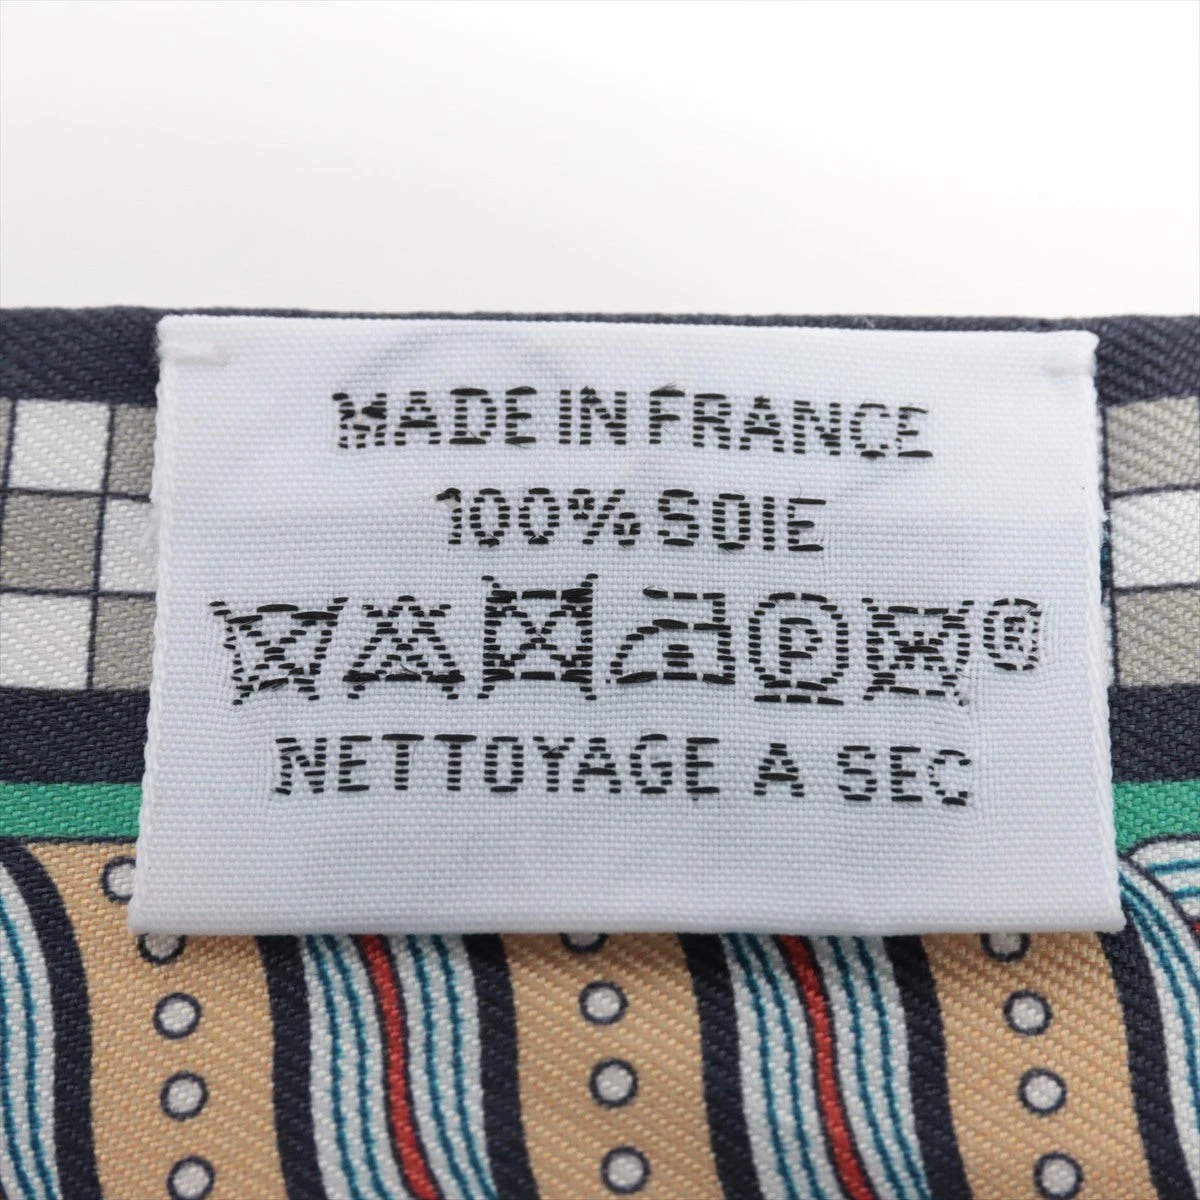 MADE IN FRANCE
100% SOIE
P
NETTOYAGE A SEC